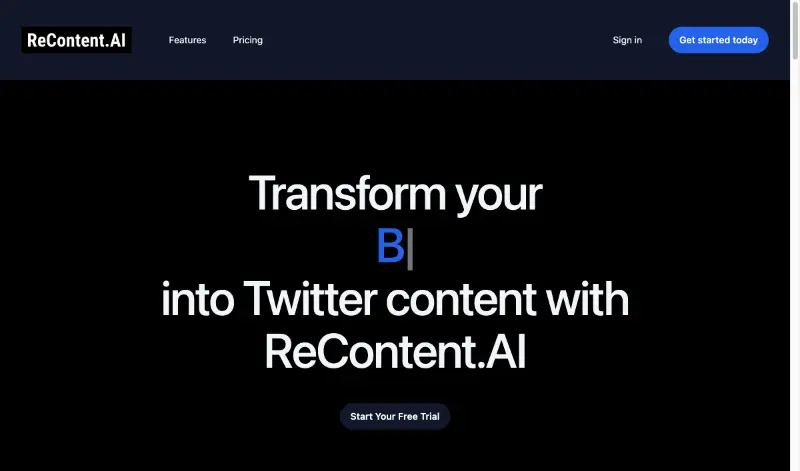 ReContent.AI
Features
Pricing
Sign in
Get started today
Transform your
B
into Twitter content with
ReContent.AI
Start Your Free Trial